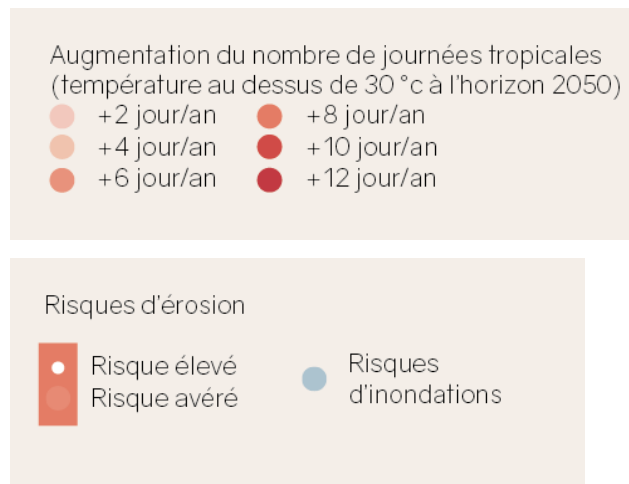 Augmentation du nombre de journées tropicales
(température au dessus de 30 °c à l'horizon 2050)
+2 jour/an
+8 jour/an
+4 jour/an
+10 jour/an
+6 jour/an
+12 jour/an
Risques d'érosion
Risque élevé
Risque avéré
Risques
d'inondations